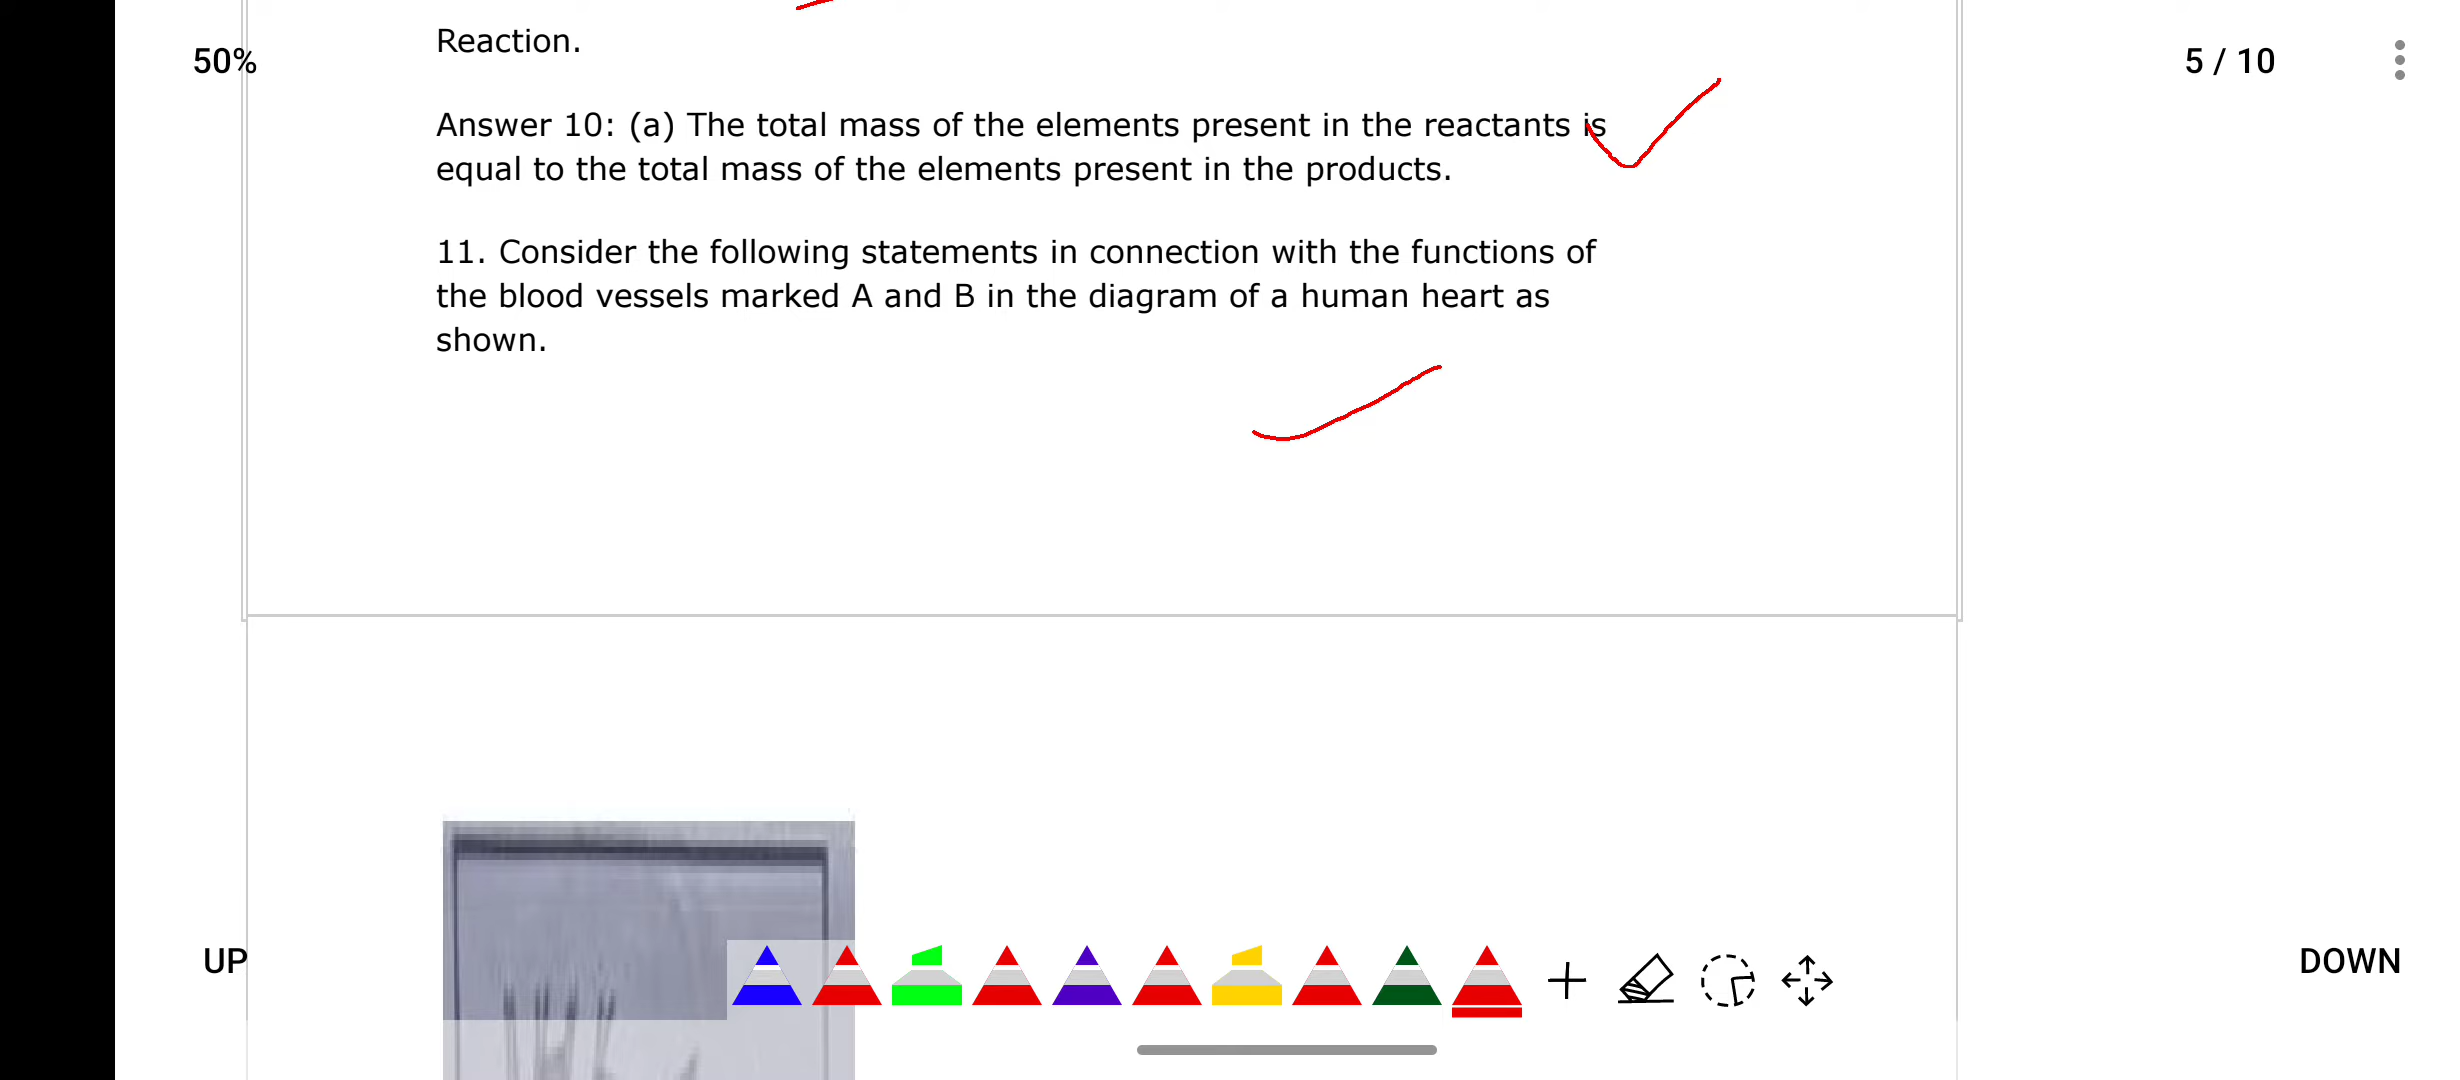 Reaction.
50%
5 / 10
Answer 10: (a) The total mass of the elements present in the reactants is
equal to the total mass of the elements present in the products.
11. Consider the following statements in connection with the functions of
the blood vessels marked A and B in the diagram of a human heart as
shown.
UP
DOWN